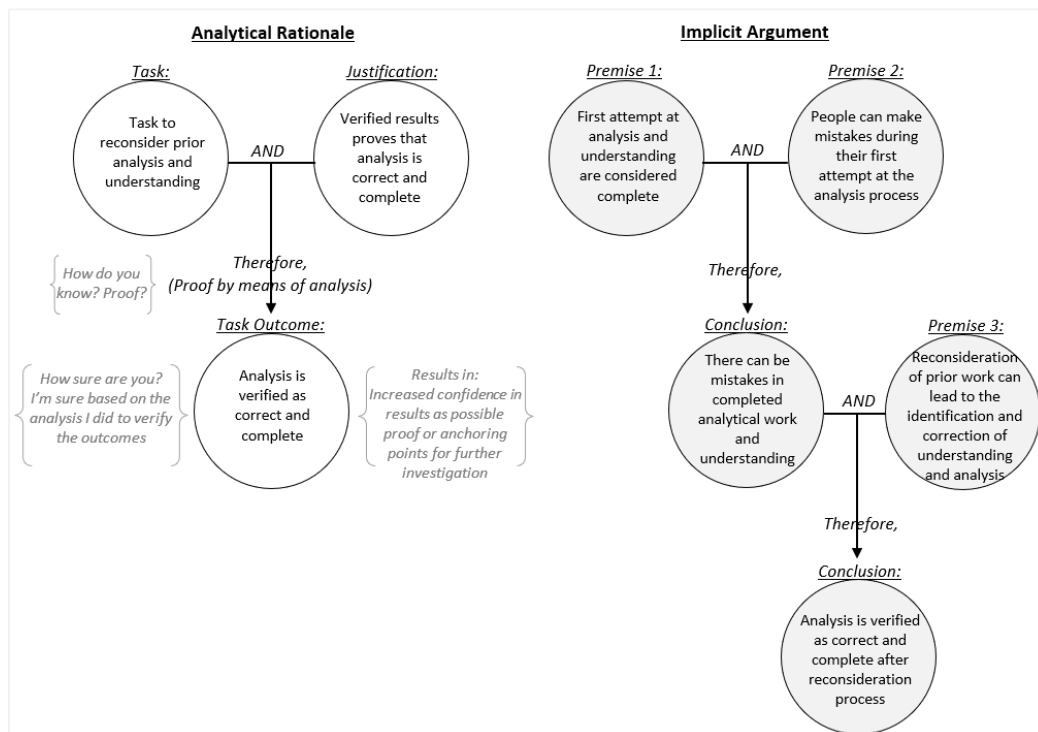 Analytical Rationale
Task:
Task to
reconsider prior
analysis and
understanding
AND
Justification:
Verified results
proves that
analysis is
correct and
complete
How do you
know? Proof?
Therefore,
(Proof by means of analysis)
Task Outcome:
Analysis is
verified as
correct and
complete
How sure are you?
I'm sure based on the
analysis I did to verify
the outcomes
Results in:
Increased confidence in
results as possible
proof or anchoring
points for further
investigation
Implicit Argument
Premise 1:
First attempt at
analysis and
understanding
are considered
complete
AND
Premise 2:
People can make
mistakes during
their first
attempt at the
analysis process
Therefore,
Conclusion:
There can be
mistakes in
completed
analytical work
and
understanding
AND
Premise 3:
Reconsideration
of prior work can
lead to the
identification and
correction of
understanding
and analysis
Therefore,
Conclusion:
Analysis is verified
as correct and
complete after
reconsideration
process